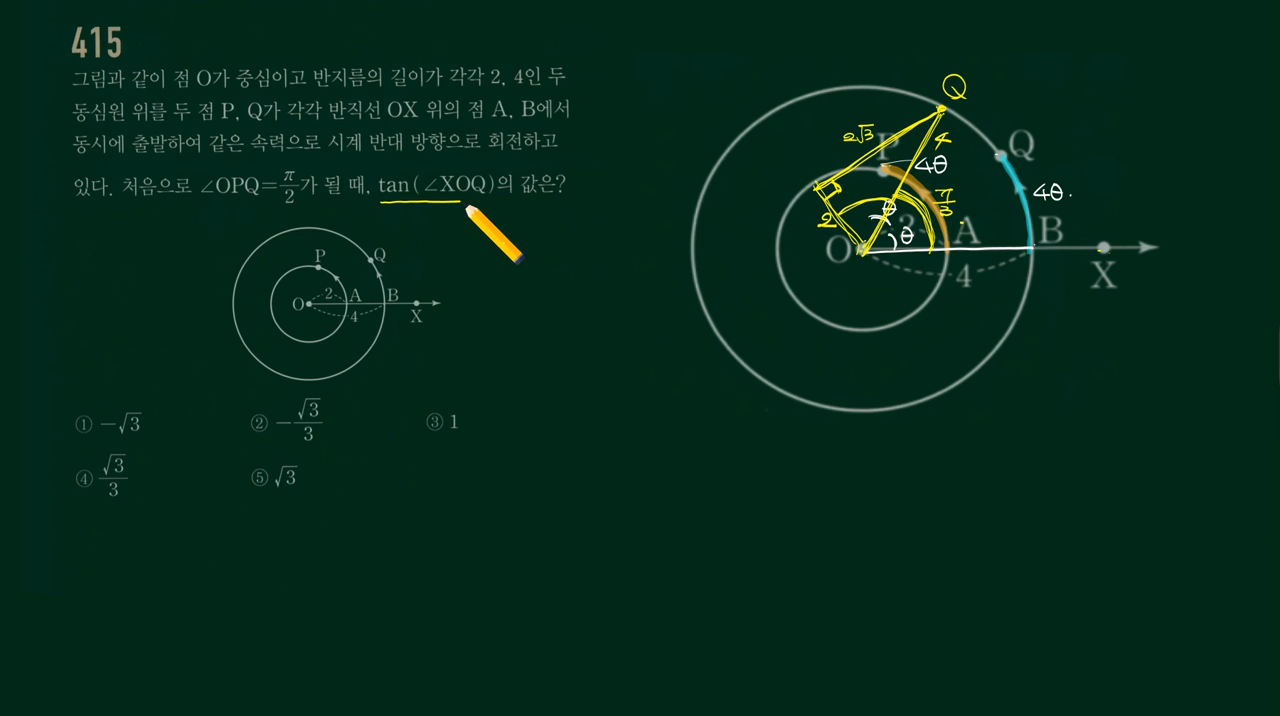 415
그림과 같이 점 O가 중심이고 반지름의 길이가 각각 2, 4인 두
동심원 위를 두 점 P, Q가 각각 반직선 OX 위의 점 A, B에서
동시에 출발하여 같은 속력으로 시계 반대 방향으로 회전하고
있다. 처음으로 ∠OPQ=π/2가 될 때, tan(∠XOQ)의 값은?
P
Q
O
2
A
B
4
X
① -√3
② -√3/3
③ 1
④ √3/3
⑤ √3
Q
2√3
4
P
4θ
Q
π/3
4θ.
2
θ
θ
A
B
O
4
X